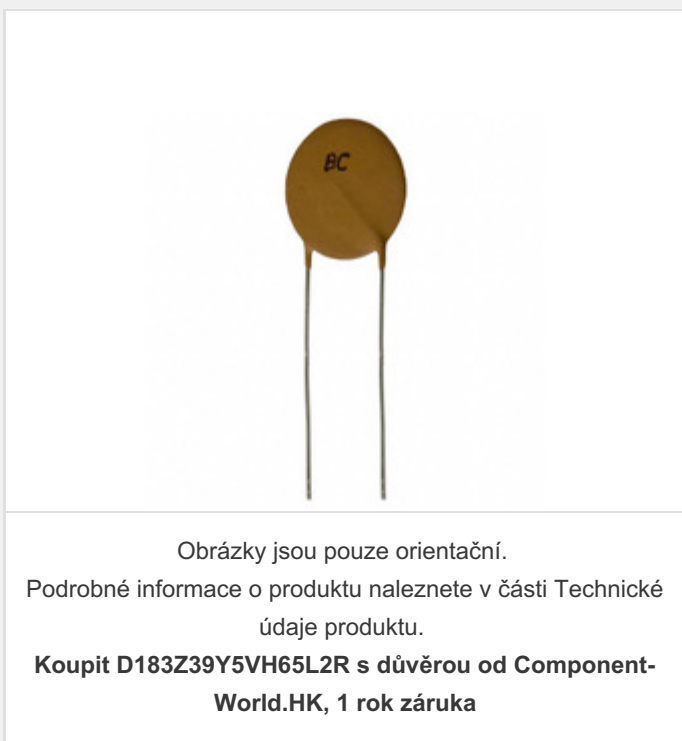 BC
Obrázky jsou pouze orientační.
Podrobné informace o produktu naleznete v části Technické
údaje produktu.
Koupit D183Z39Y5VH65L2R s důvěrou od Component-
World.HK, 1 rok záruka